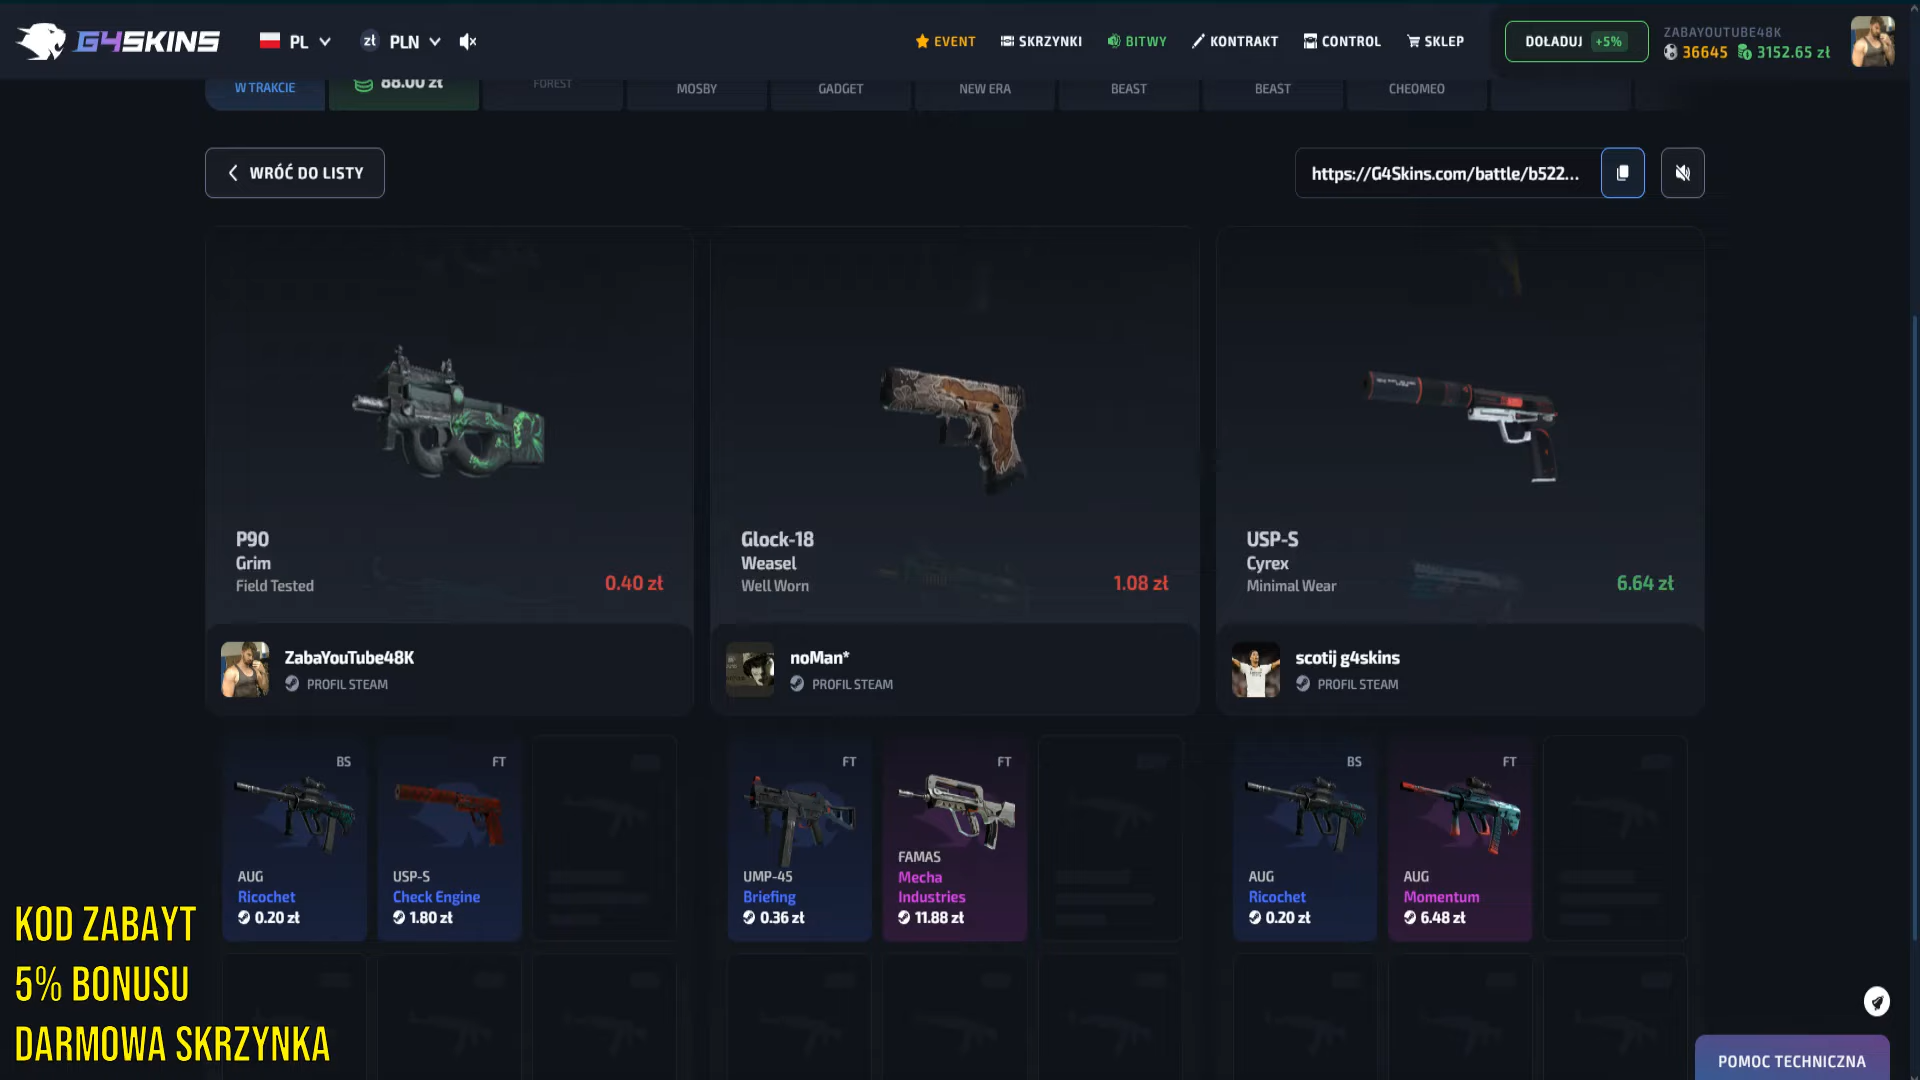 G4SKINS
PL
zł PLN
EVENT
SKRZYNKI
BITWY
KONTRAKT
CONTROL
SKLEP
DOŁADUJ +5%
ZABAYOUTUBE48K
36645 3152.65 zł
W TRAKCIE
88.00 zł
FOREST
MOSBY
GADGET
NEW ERA
BEAST
BEAST
CHEOMEO
WRÓĆ DO LISTY
https://G4Skins.com/battle/b522...
P90
Grim
Field Tested
0.40 zł
Glock-18
Weasel
Well Worn
1.08 zł
USP-S
Cyrex
Minimal Wear
6.64 zł
ZabaYouTube48K
PROFIL STEAM
noMan*
PROFIL STEAM
scotij g4skins
PROFIL STEAM
BS
AUG
Ricochet
0.20 zł
FT
USP-S
Check Engine
1.80 zł
FT
UMP-45
Briefing
0.36 zł
FT
FAMAS
Mecha
Industries
11.88 zł
BS
AUG
Ricochet
0.20 zł
FT
AUG
Momentum
6.48 zł
KOD ZABAYT
5% BONUSU
DARMOWA SKRZYNKA
POMOC TECHNICZNA